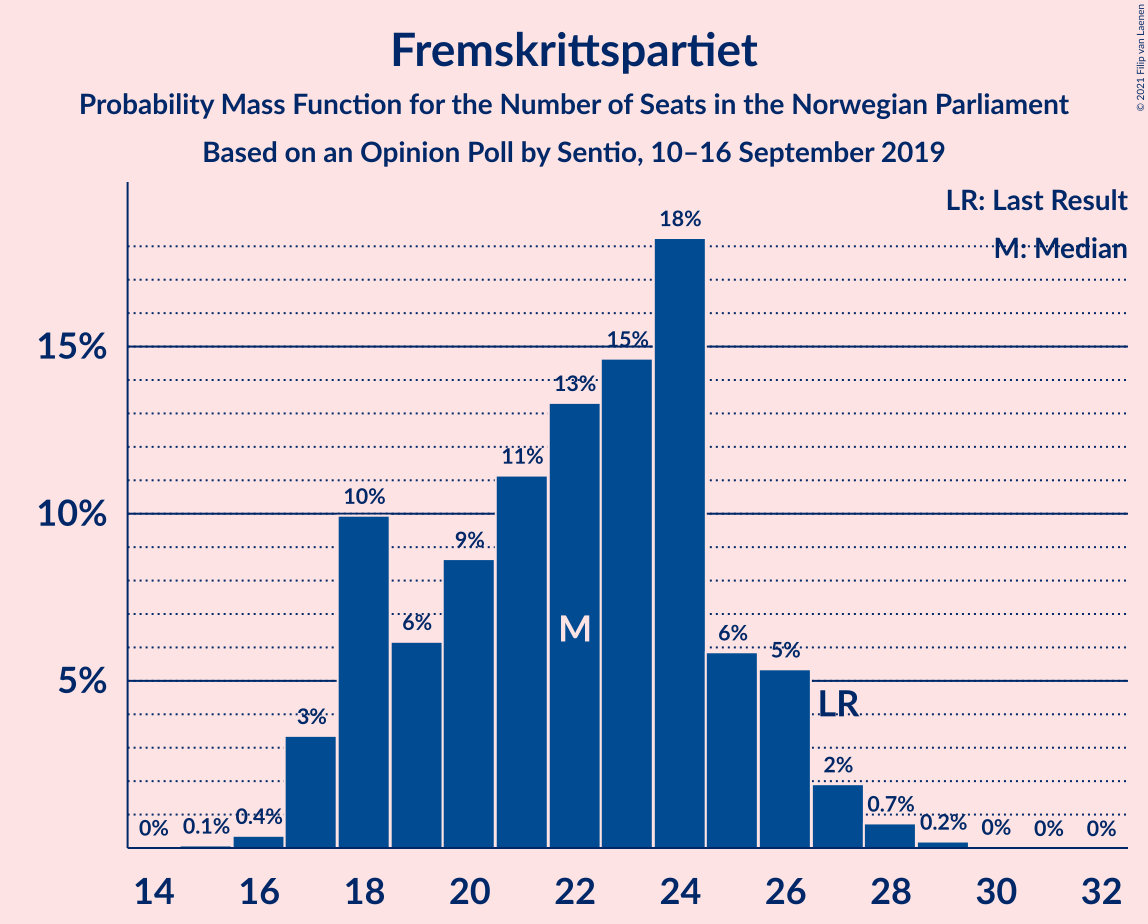 Fremskrittspartiet
Probability Mass Function for the Number of Seats in the Norwegian Parliament
Based on an Opinion Poll by Sentio, 10–16 September 2019
© 2021 Filip van Laenen
LR: Last Result
M: Median
15%
10%
5%
0%
0.1%
0.4%
3%
10%
6%
9%
11%
13%
15%
18%
6%
5%
2%
0.7%
0.2%
0%
0%
0%
M
LR
14 16 18 20 22 24 26 28 30 32